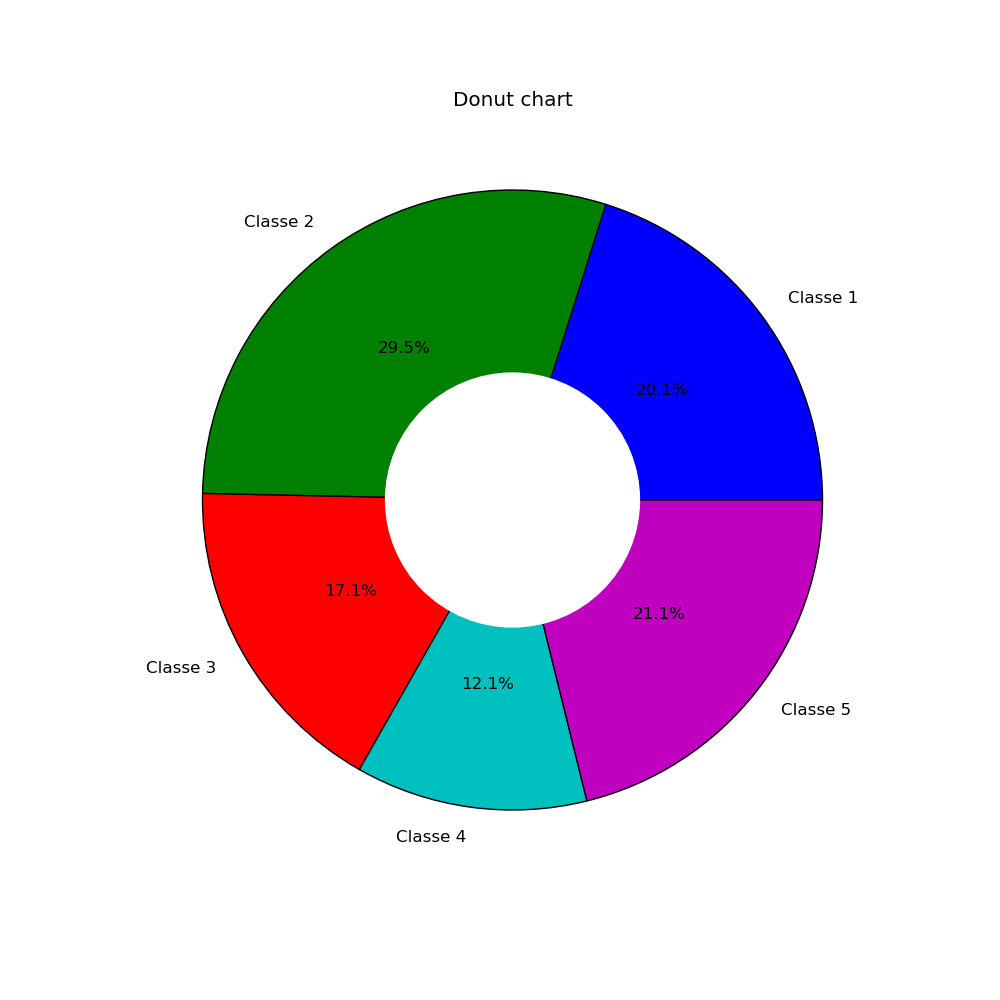 Donut chart
Classe 2
Classe 1
29.5%
20.1%
17.1%
21.1%
Classe 3
12.1%
Classe 5
Classe 4